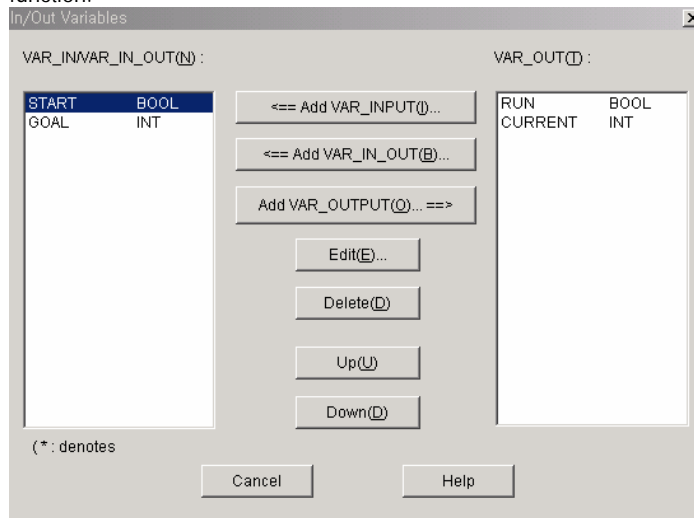 function.
In/Out Variables
VAR_IN/VAR_IN_OUT(N) :
VAR_OUT(T) :
START BOOL
GOAL INT
<== Add VAR_INPUT(I)...
<== Add VAR_IN_OUT(B)...
Add VAR_OUTPUT(O)... ==>
Edit(E)...
Delete(D)
Up(U)
Down(D)
RUN BOOL
CURRENT INT
(* : denotes
Cancel
Help